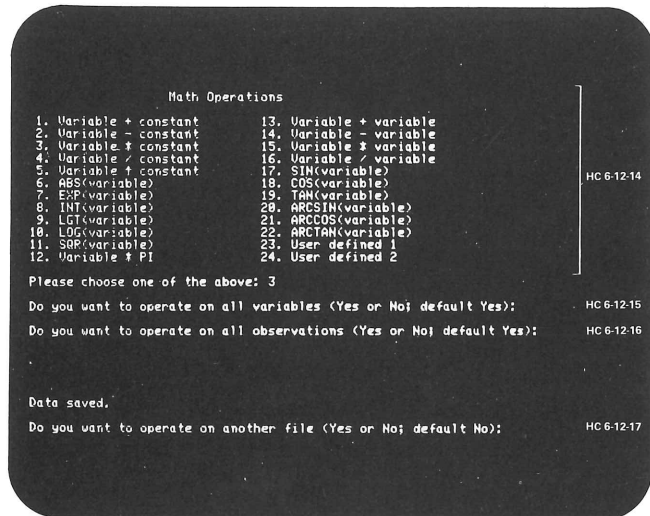 Math Operations
1. Variable + constant 13. Variable + variable
2. Variable - constant 14. Variable - variable
3. Variable * constant 15. Variable * variable
4. Variable / constant 16. Variable / variable
5. Variable ↑ constant 17. SIN(variable)
6. ABS(variable) 18. COS(variable)
7. EXP(variable) 19. TAN(variable)
8. INT(variable) 20. ARCSIN(variable)
9. LGT(variable) 21. ARCCOS(variable)
10. LOG(variable) 22. ARCTAN(variable)
11. SQR(variable) 23. User defined 1
12. Variable * PI 24. User defined 2
HC 6-12-14
Please choose one of the above: 3
Do you want to operate on all variables (Yes or No; default Yes): HC 6-12-15
Do you want to operate on all observations (Yes or No; default Yes): HC 6-12-16
Data saved.
Do you want to operate on another file (Yes or No; default No): HC 6-12-17